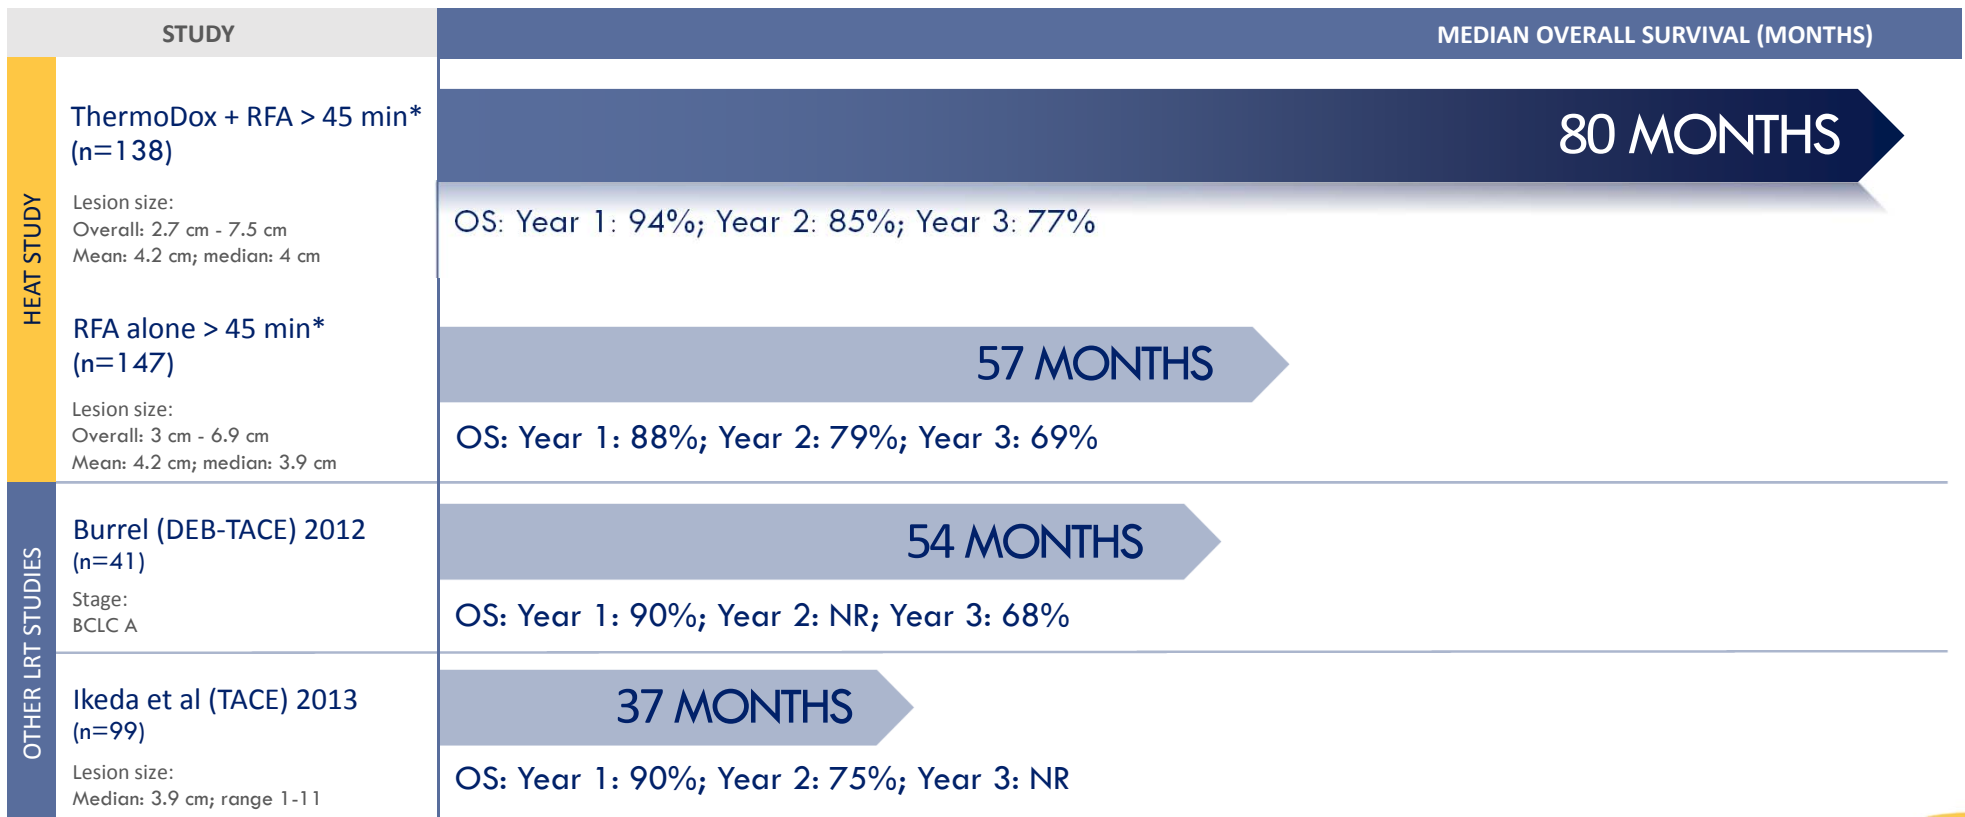 STUDY
MEDIAN OVERALL SURVIVAL (MONTHS)
HEAT STUDY
ThermoDox + RFA > 45 min*
(n=138)
Lesion size:
Overall: 2.7 cm - 7.5 cm
Mean: 4.2 cm; median: 4 cm
80 MONTHS
OS: Year 1: 94%; Year 2: 85%; Year 3: 77%
RFA alone > 45 min*
(n=147)
Lesion size:
Overall: 3 cm - 6.9 cm
Mean: 4.2 cm; median: 3.9 cm
57 MONTHS
OS: Year 1: 88%; Year 2: 79%; Year 3: 69%
OTHER LRT STUDIES
Burrel (DEB-TACE) 2012
(n=41)
Stage:
BCLC A
54 MONTHS
OS: Year 1: 90%; Year 2: NR; Year 3: 68%
Ikeda et al (TACE) 2013
(n=99)
Lesion size:
Median: 3.9 cm; range 1-11
37 MONTHS
OS: Year 1: 90%; Year 2: 75%; Year 3: NR